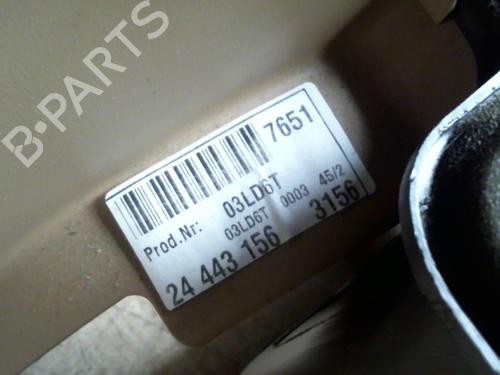 B-PARTS
7651
Prod.Nr: 03LD6T
03LD6T 0003 45/2
24 443 156 3156